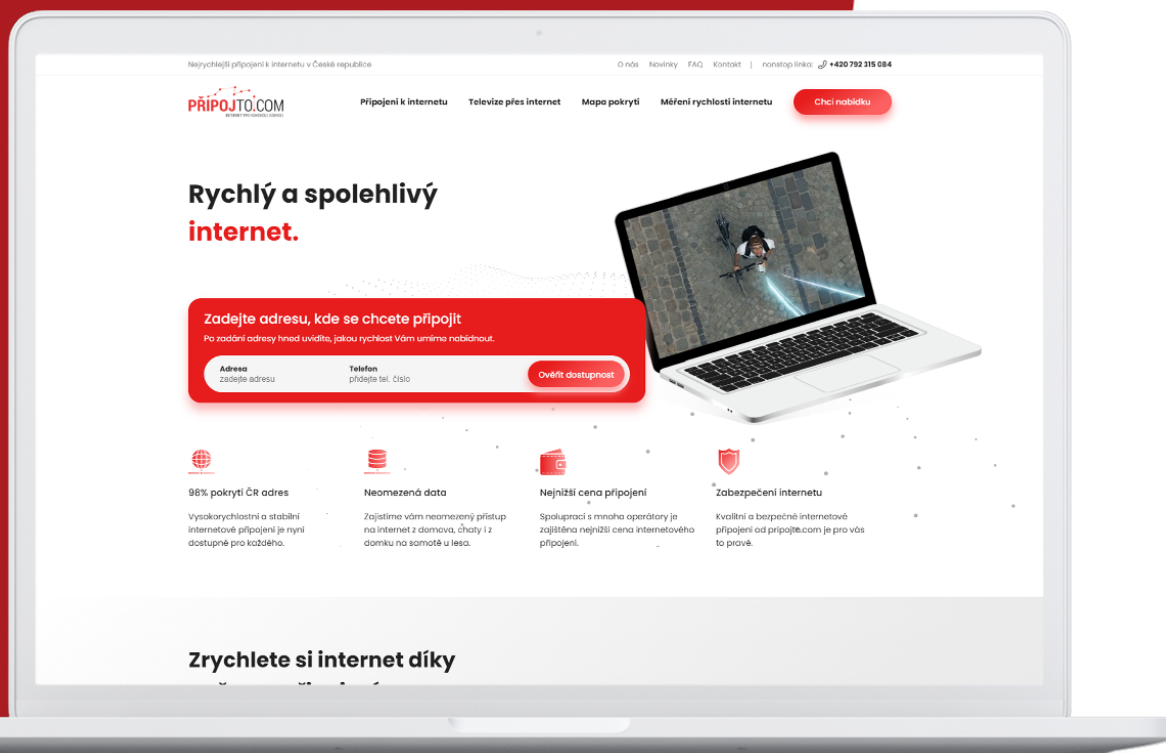 Nejrychlejší připojení k internetu v České republice
O nás Novinky FAQ Kontakt | nonstop linka: +420 792 315 084
PŘIPOJTO.COM
Připojení k internetu Televize přes internet Mapa pokrytí Měření rychlosti internetu Chci nabídku
Rychlý a spolehlivý
internet.
Zadejte adresu, kde se chcete připojit
Po zadání adresy hned uvidíte, jakou rychlost Vám umíme nabídnout.
Adresa Telefon
zadejte adresu přidejte tel. číslo
Ověřit dostupnost
98% pokrytí ČR adres
Vysokorychlostní a stabilní
internetové připojení je nyní
dostupné pro každého.
Neomezená data
Zajistíme vám neomezený přístup
na internet z domova, chaty i z
domku na samotě u lesa.
Nejnižší cena připojení
Spoluprací s mnoha operátory je
zajištěna nejnižší cena internetového
připojení.
Zabezpečení internetu
Kvalitní a bezpečné internetové
připojení od pripojto.com je pro vás
to pravé.
Zrychlete si internet díky